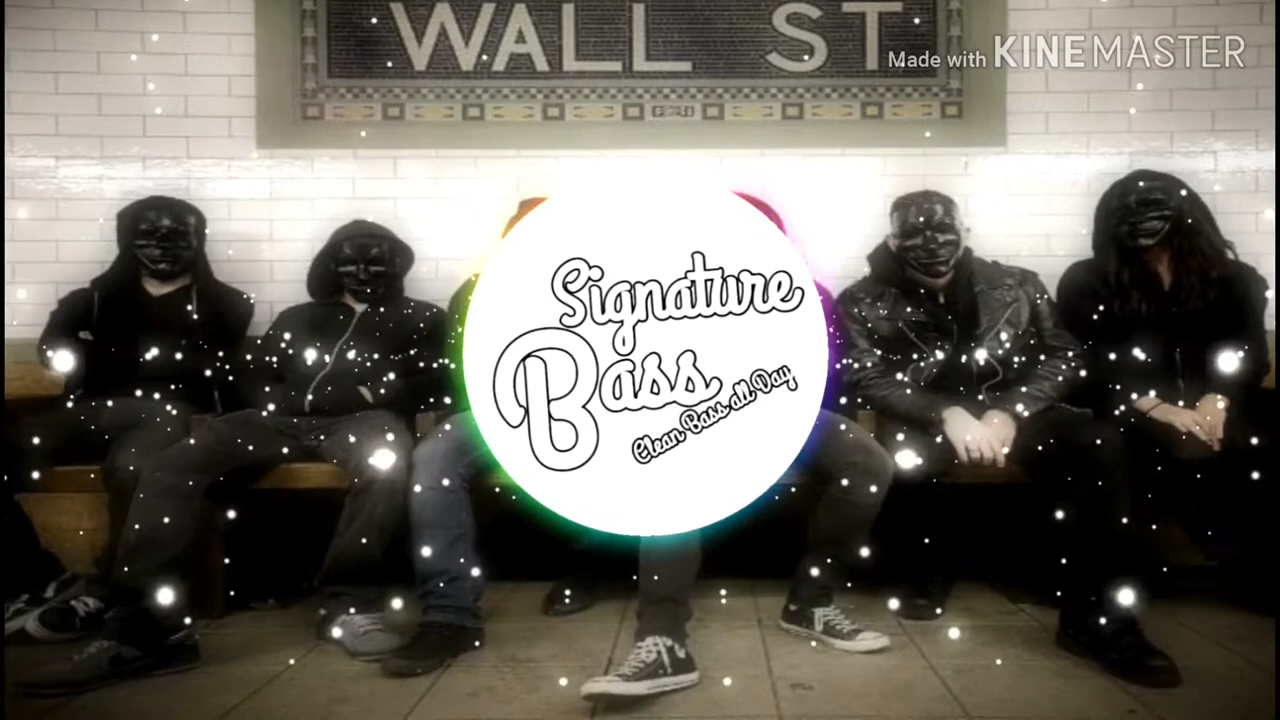 WALL ST
Made with KINEMASTER
Signature
Bass
Clean Bass all Day